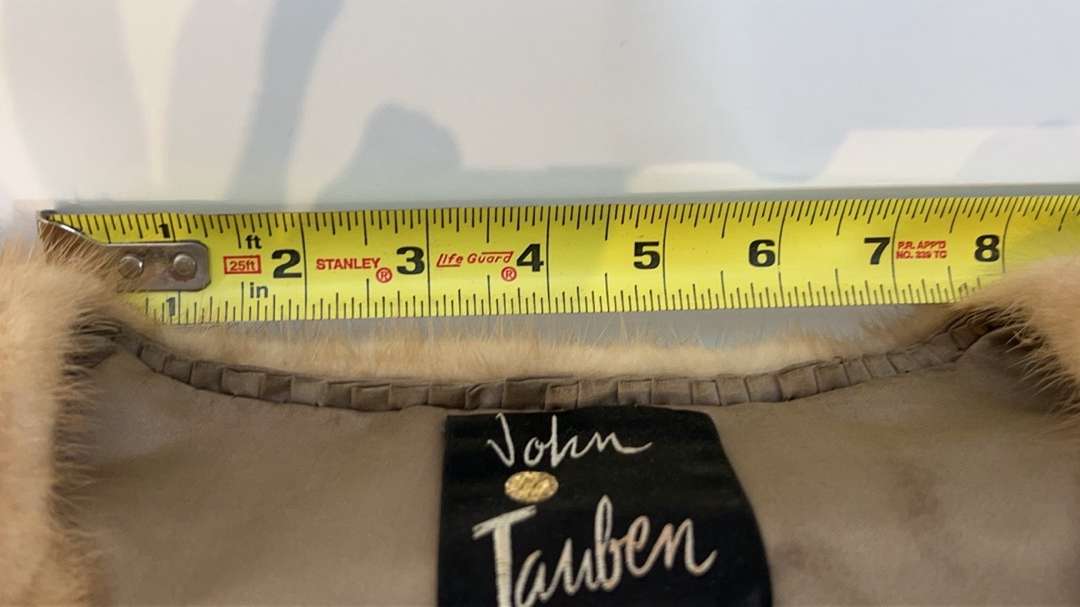 1 ft 2 3 4 5 6 7 8
25ft STANLEY® Life Guard® P.R. APP'D
NO. 339 TC
1 in
John
Tauben